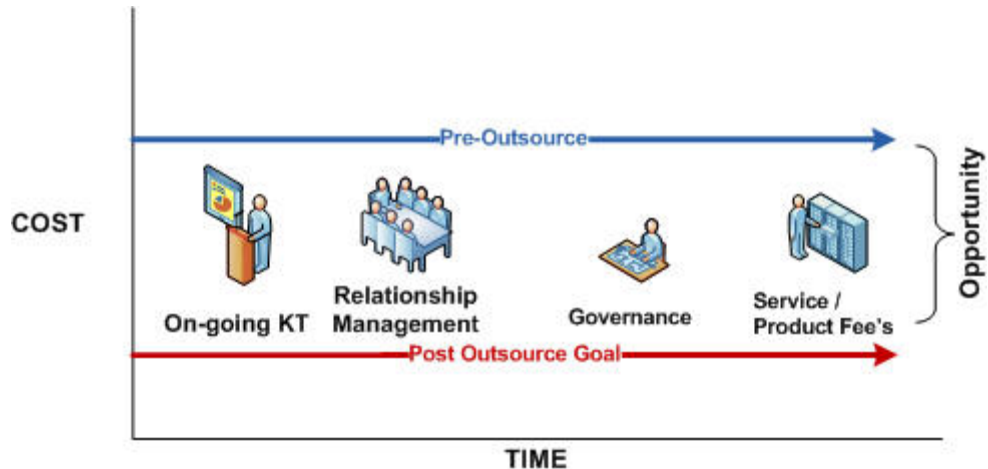 Pre-Outsource
COST
Opportunity
On-going KT
Relationship
Management
Governance
Service /
Product Fee's
Post Outsource Goal
TIME